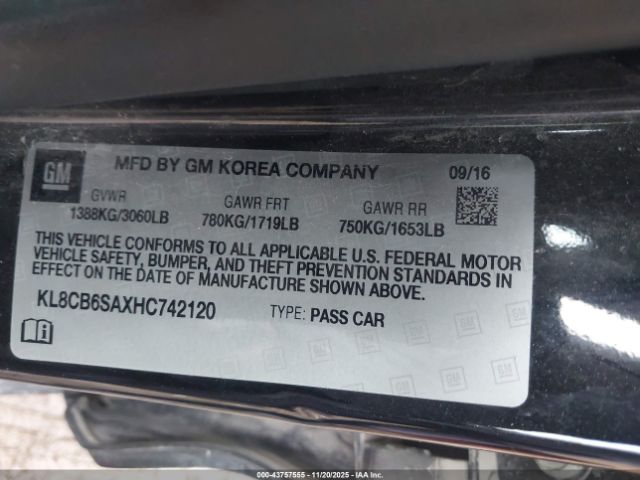 GM
MFD BY GM KOREA COMPANY 09/16
GVWR GAWR FRT GAWR RR
1388KG/3060LB 780KG/1719LB 750KG/1653LB
THIS VEHICLE CONFORMS TO ALL APPLICABLE U.S. FEDERAL MOTOR
VEHICLE SAFETY, BUMPER, AND THEFT PREVENTION STANDARDS IN
EFFECT ON THE DATE OF MANUFACTURE SHOWN ABOVE.
KL8CB6SAXHC742120 TYPE: PASS CAR
000-43757555 - 11/20/2025 - IAAI.COM